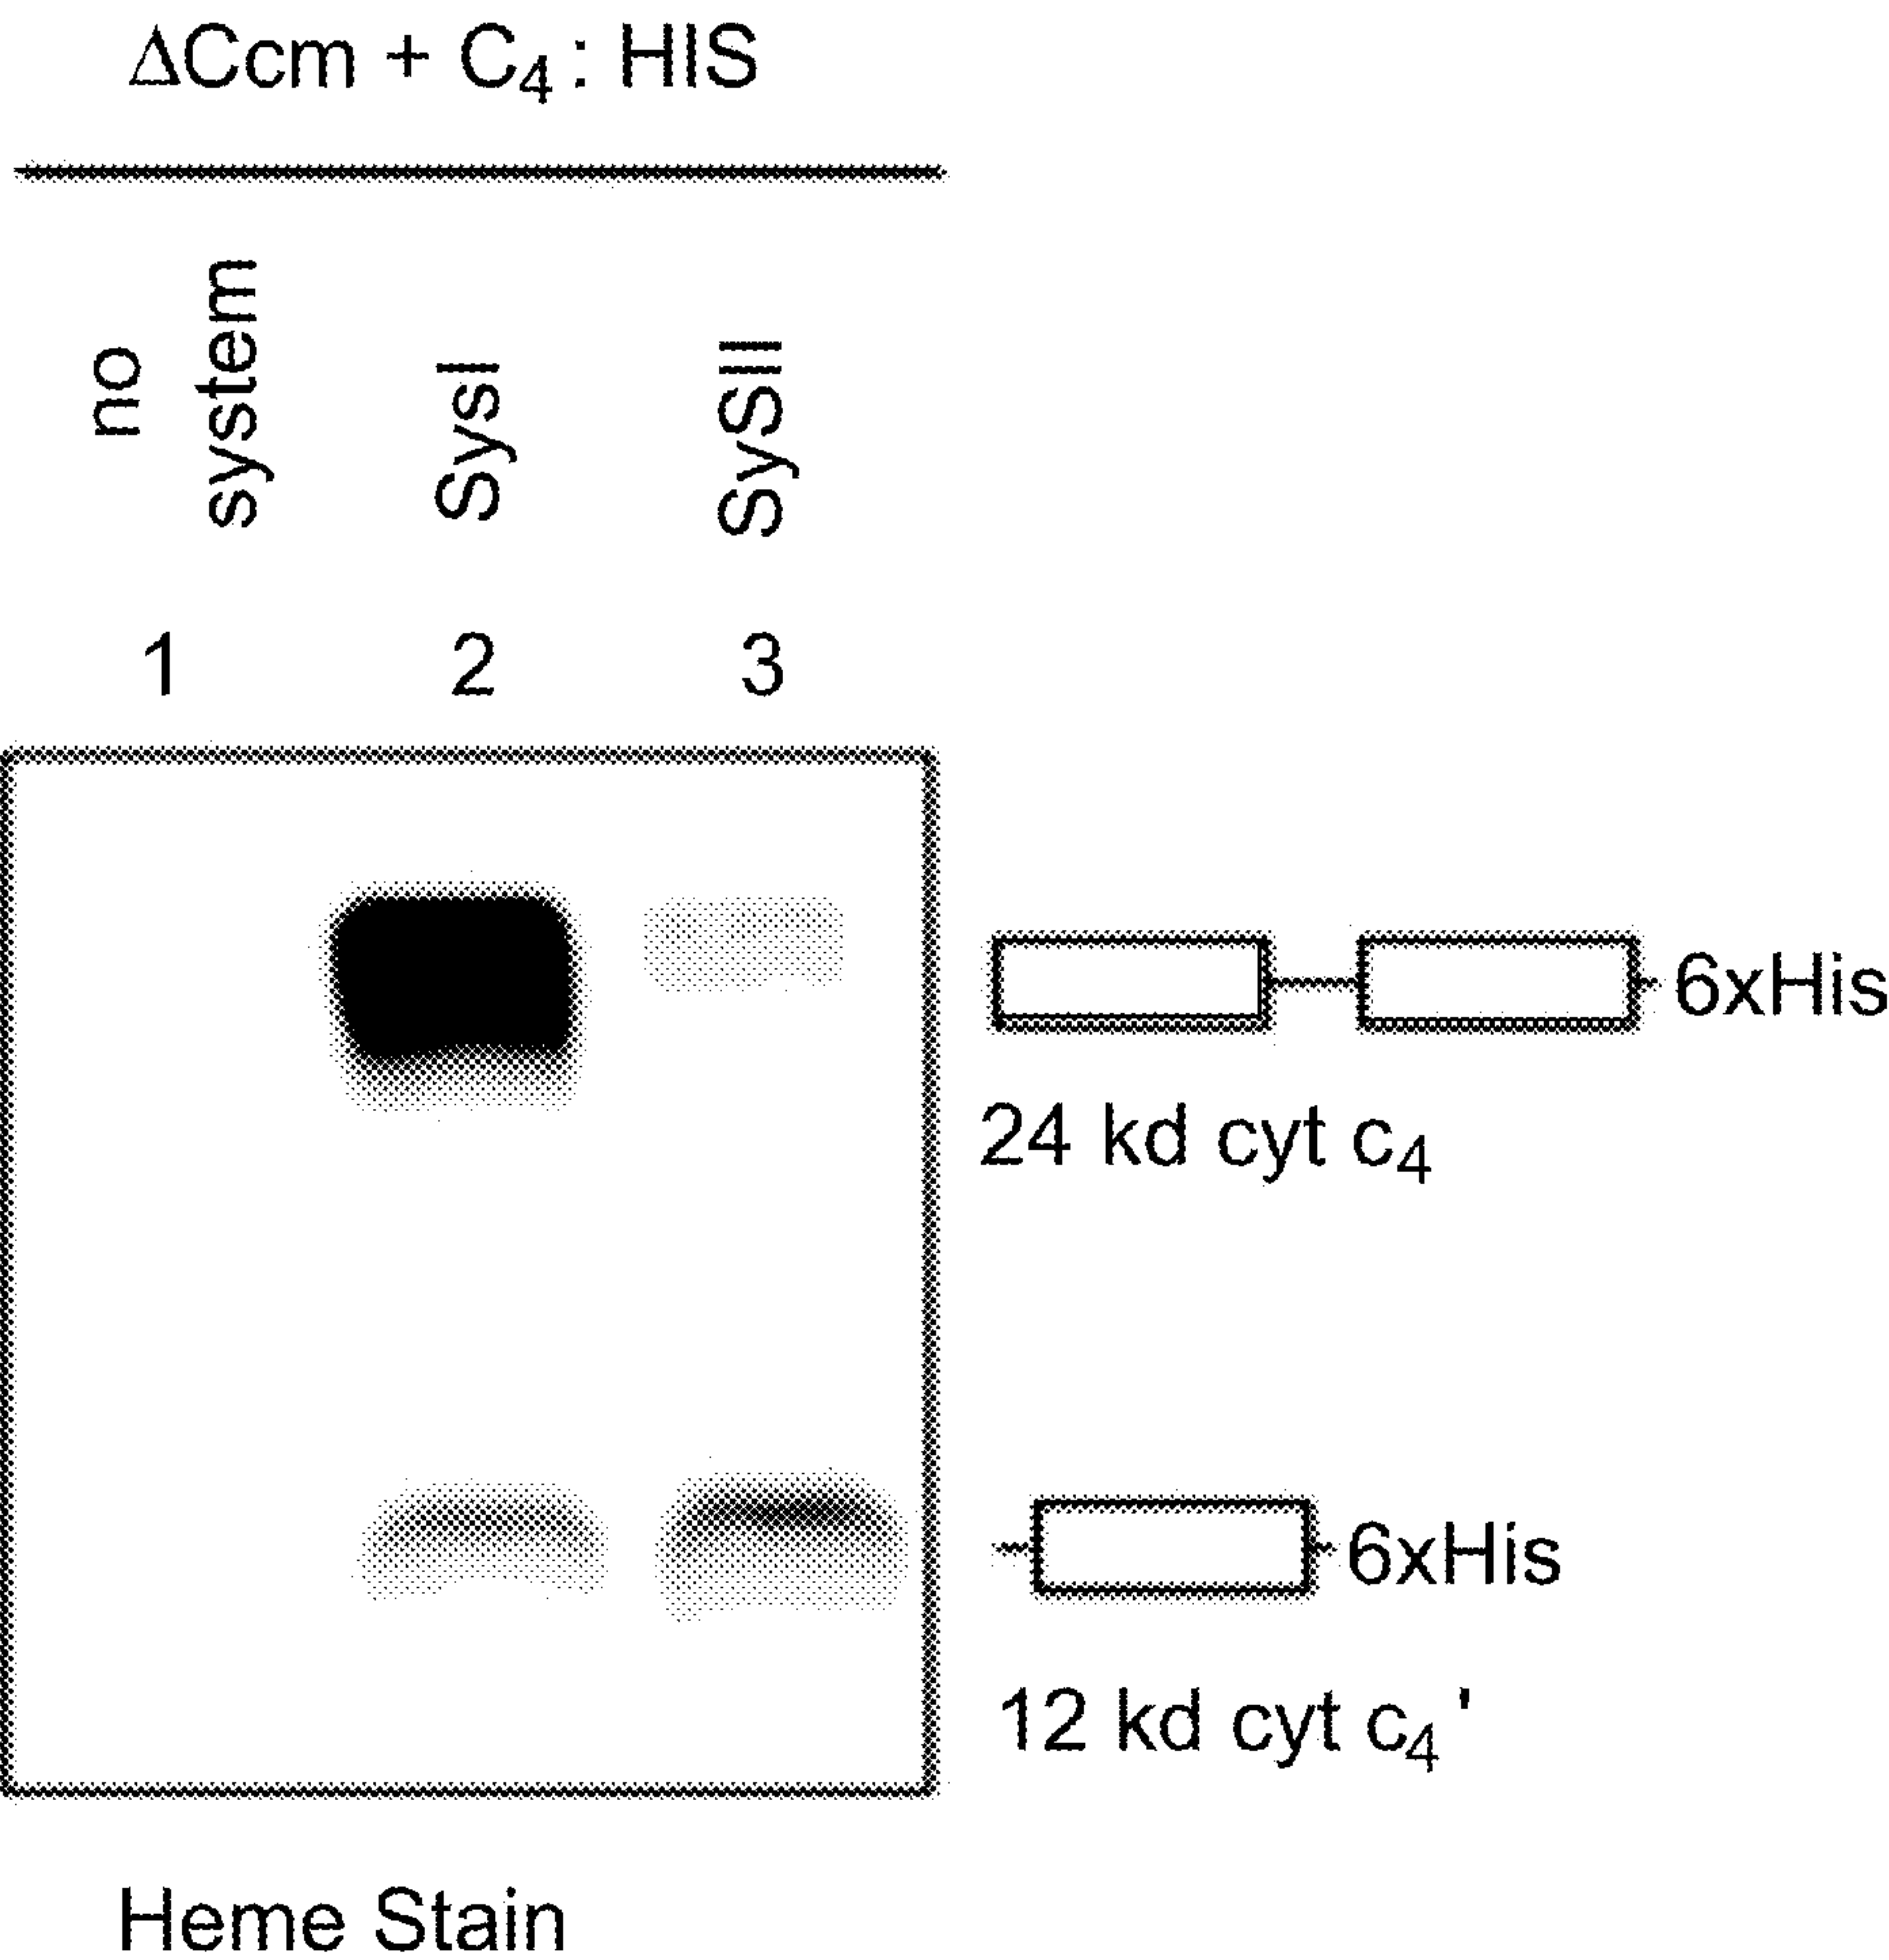 ΔCcm + C₄ : HIS
no
system
SysI
SysII
1 2 3
6xHis
24 kd cyt c₄
6xHis
12 kd cyt c₄ '
Heme Stain